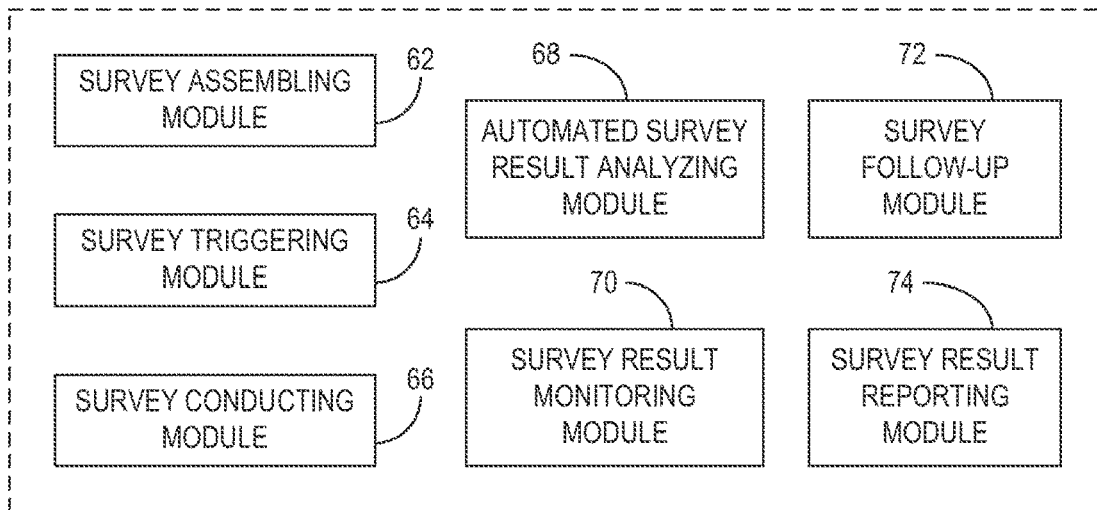 SURVEY ASSEMBLING
MODULE
62
SURVEY TRIGGERING
MODULE
64
SURVEY CONDUCTING
MODULE
66
68
AUTOMATED SURVEY
RESULT ANALYZING
MODULE
70
SURVEY RESULT
MONITORING
MODULE
72
SURVEY
FOLLOW-UP
MODULE
74
SURVEY RESULT
REPORTING
MODULE